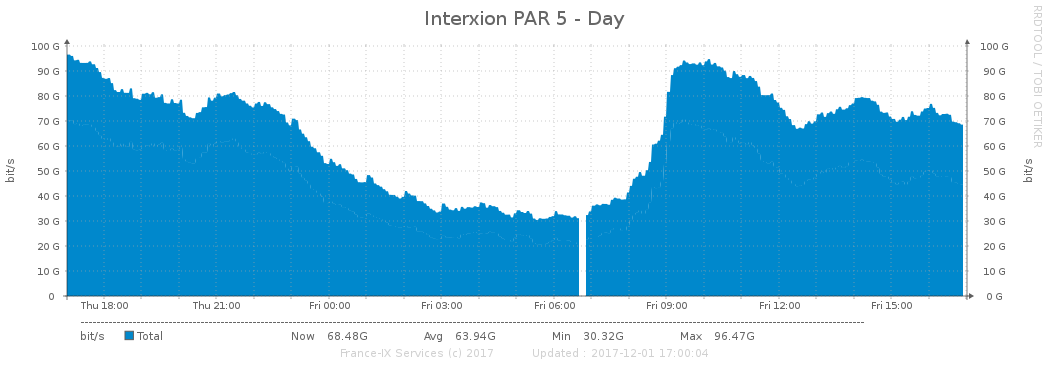 Interxion PAR 5 - Day
RRDTOOL / TOBI OETIKER
bit/s
100 G
90 G
80 G
70 G
60 G
50 G
40 G
30 G
20 G
10 G
0
100 G
90 G
80 G
70 G
60 G
50 G
40 G
30 G
20 G
10 G
0 G
bit/s
Thu 18:00 Thu 21:00 Fri 00:00 Fri 03:00 Fri 06:00 Fri 09:00 Fri 12:00 Fri 15:00
bit/s Total Now 68.48G Avg 63.94G Min 30.32G Max 96.47G
France-IX Services (c) 2017 Updated : 2017-12-01 17:00:04